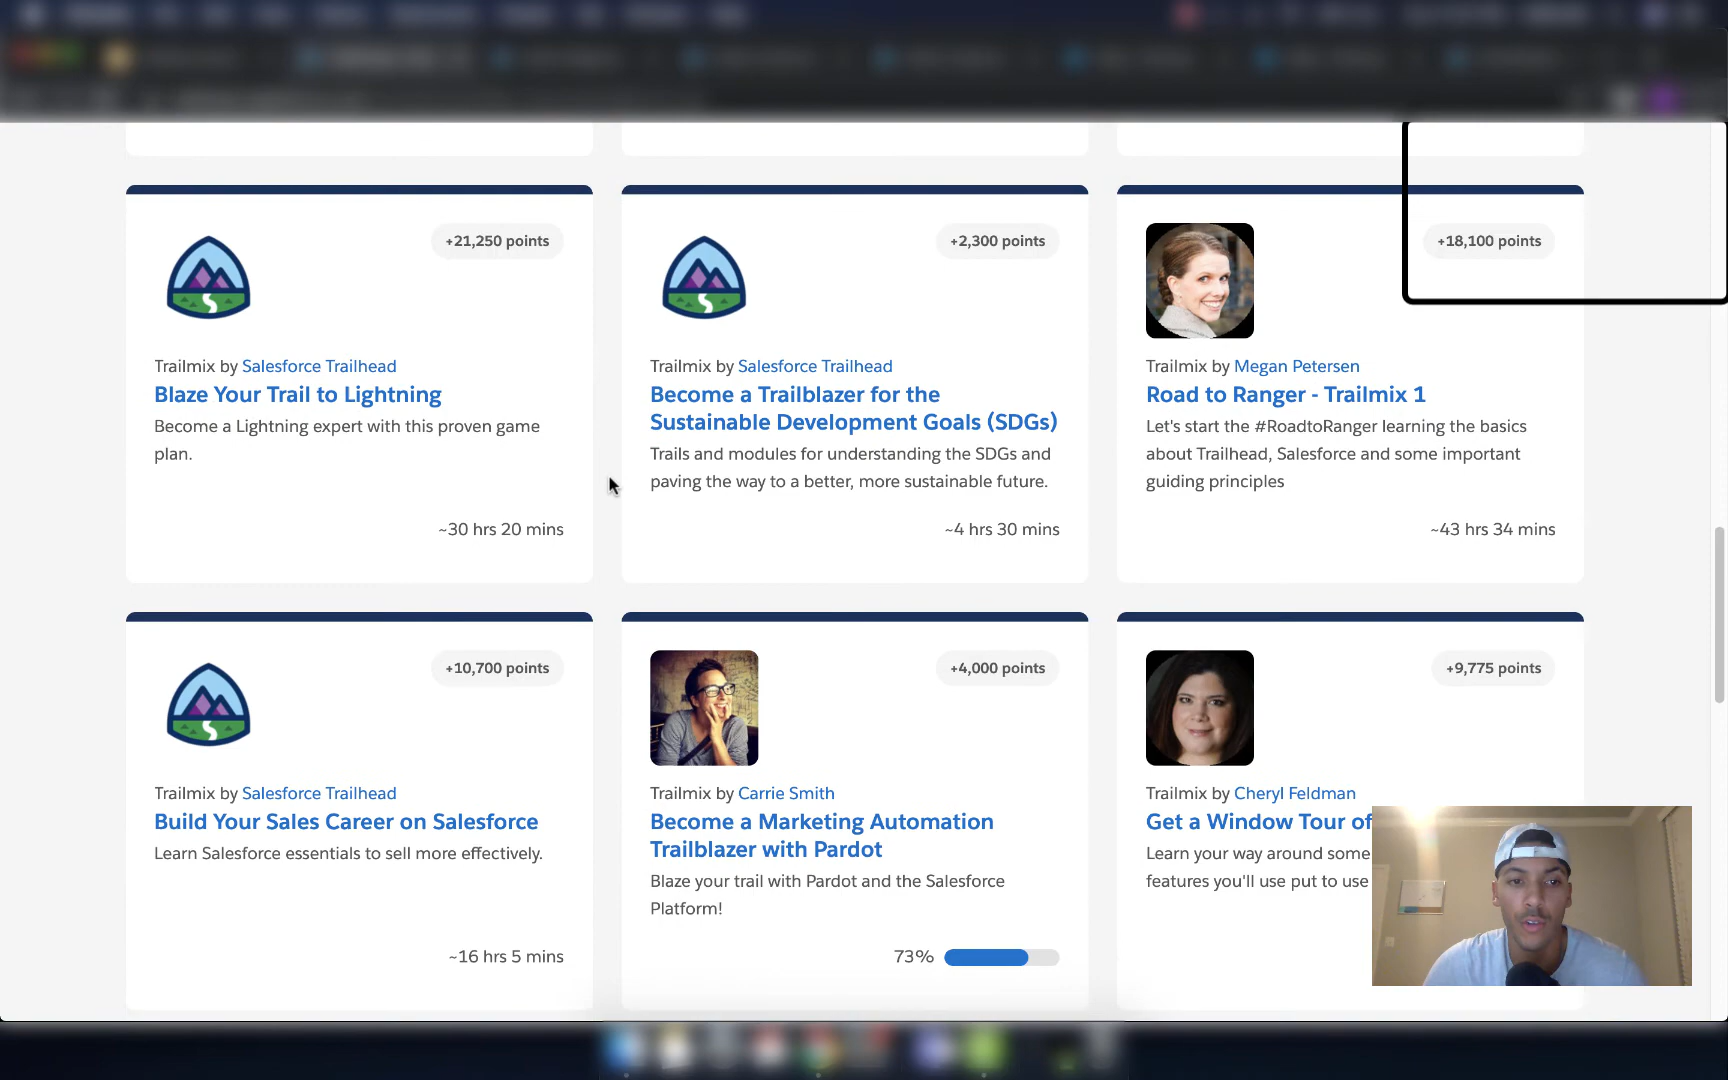 +21,250 points
Trailmix by Salesforce Trailhead
Blaze Your Trail to Lightning
Become a Lightning expert with this proven game
plan.
~30 hrs 20 mins
+2,300 points
Trailmix by Salesforce Trailhead
Become a Trailblazer for the
Sustainable Development Goals (SDGs)
Trails and modules for understanding the SDGs and
paving the way to a better, more sustainable future.
~4 hrs 30 mins
+18,100 points
Trailmix by Megan Petersen
Road to Ranger - Trailmix 1
Let's start the #RoadtoRanger learning the basics
about Trailhead, Salesforce and some important
guiding principles
~43 hrs 34 mins
+10,700 points
Trailmix by Salesforce Trailhead
Build Your Sales Career on Salesforce
Learn Salesforce essentials to sell more effectively.
~16 hrs 5 mins
+4,000 points
Trailmix by Carrie Smith
Become a Marketing Automation
Trailblazer with Pardot
Blaze your trail with Pardot and the Salesforce
Platform!
73%
+9,775 points
Trailmix by Cheryl Feldman
Get a Window Tour of
Learn your way around some
features you'll use put to use